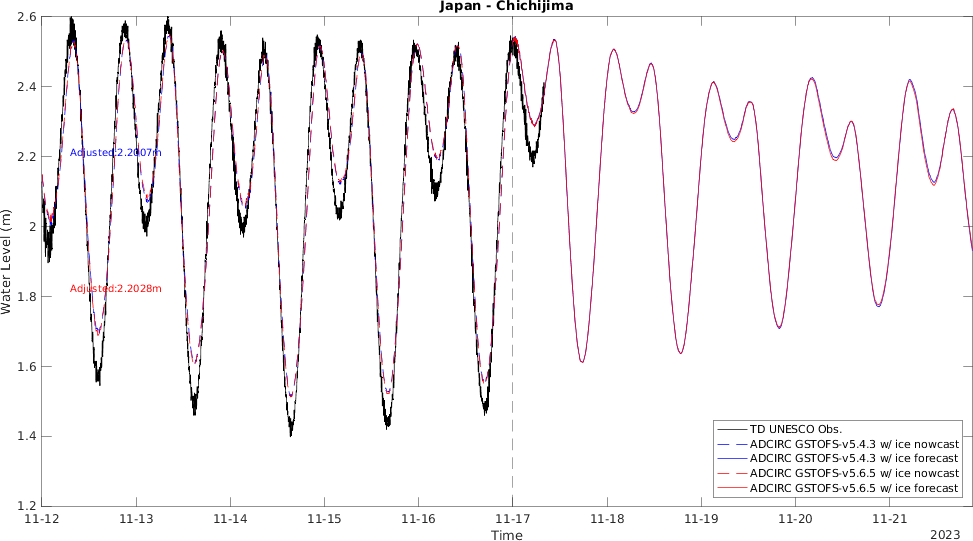 Japan - Chichijima
2.6
2.4
2.2
2
1.8
1.6
1.4
1.2
Water Level (m)
Adjusted:2.2007m
Adjusted:2.2028m
TD UNESCO Obs.
ADCIRC GSTOFS-v5.4.3 w/ ice nowcast
ADCIRC GSTOFS-v5.4.3 w/ ice forecast
ADCIRC GSTOFS-v5.6.5 w/ ice nowcast
ADCIRC GSTOFS-v5.6.5 w/ ice forecast
11-12 11-13 11-14 11-15 11-16 11-17 11-18 11-19 11-20 11-21
Time
2023